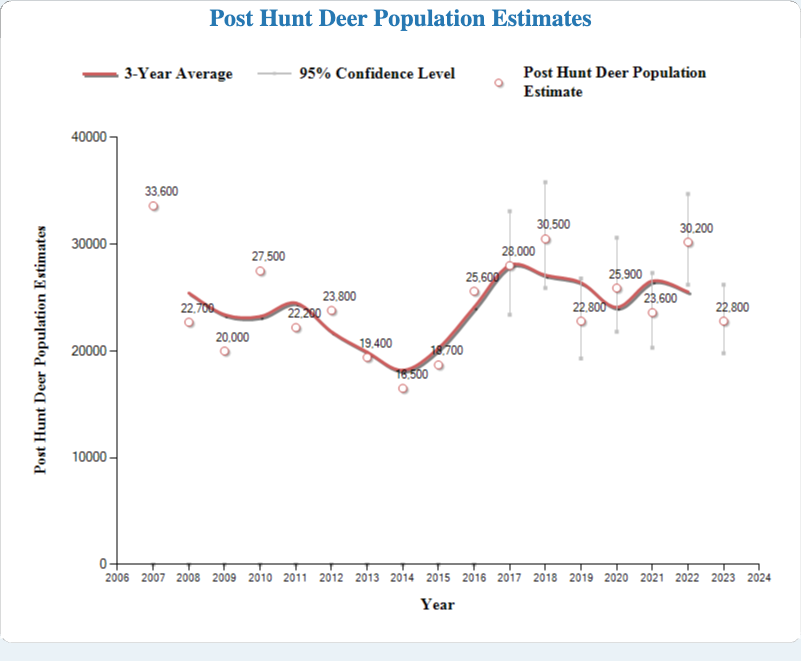 Post Hunt Deer Population Estimates
3-Year Average
95% Confidence Level
Post Hunt Deer Population
Estimate
Post Hunt Deer Population Estimates
40000
30000
20000
10000
0
33,600
22,700
20,000
27,500
22,200
23,800
19,400
16,500
18,700
25,600
28,000
30,500
22,800
25,900
23,600
30,200
22,800
2006 2007 2008 2009 2010 2011 2012 2013 2014 2015 2016 2017 2018 2019 2020 2021 2022 2023 2024
Year